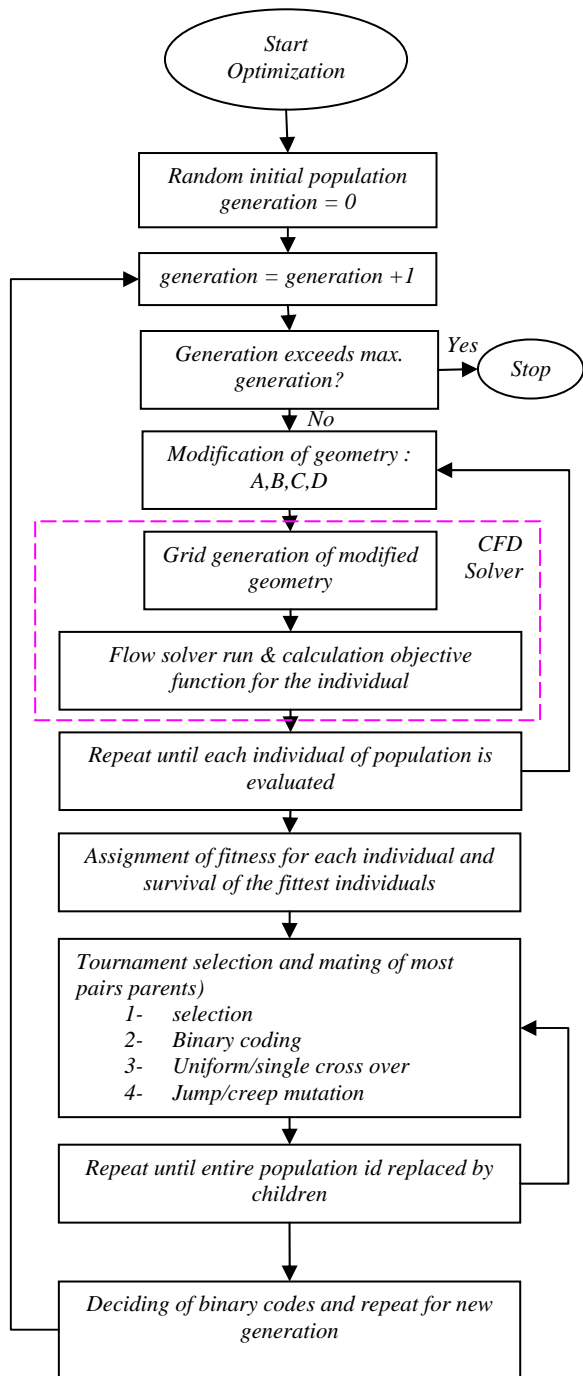 Start
Optimization
Random initial population
generation = 0
generation = generation +1
Generation exceeds max.
generation?
Yes
Stop
No
Modification of geometry :
A,B,C,D
CFD
Solver
Grid generation of modified
geometry
Flow solver run & calculation objective
function for the individual
Repeat until each individual of population is
evaluated
Assignment of fitness for each individual and
survival of the fittest individuals
Tournament selection and mating of most
pairs parents)
1- selection
2- Binary coding
3- Uniform/single cross over
4- Jump/creep mutation
Repeat until entire population id replaced by
children
Deciding of binary codes and repeat for new
generation